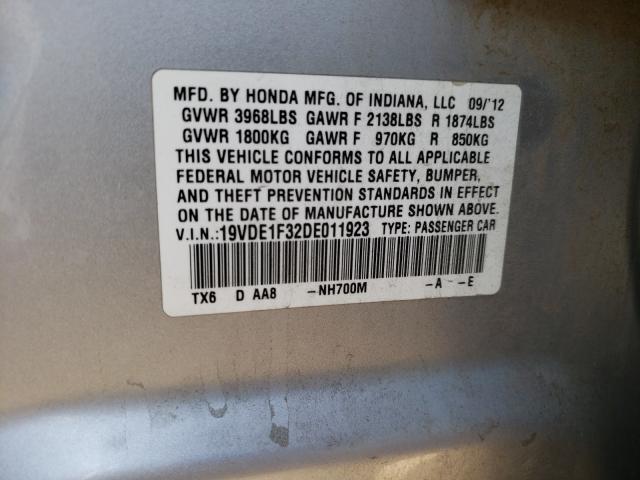 MFD. BY HONDA MFG. OF INDIANA, LLC 09/'12
GVWR 3968LBS GAWR F 2138LBS R 1874LBS
GVWR 1800KG GAWR F 970KG R 850KG
THIS VEHICLE CONFORMS TO ALL APPLICABLE
FEDERAL MOTOR VEHICLE SAFETY, BUMPER,
AND THEFT PREVENTION STANDARDS IN EFFECT
ON THE DATE OF MANUFACTURE SHOWN ABOVE.
V.I.N.:19VDE1F32DE011923 TYPE: PASSENGER CAR
TX6 D AA8 -NH700M -A -E